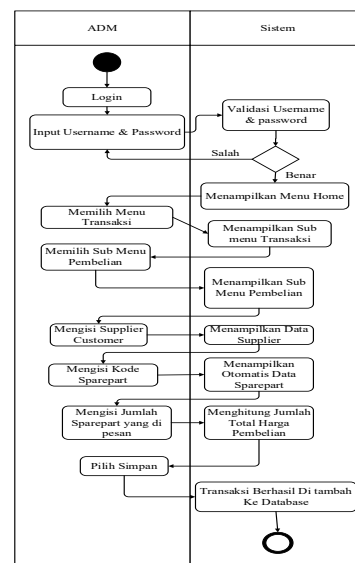 ADM
Sistem
Login
Input Username & Password
Validasi Username
& password
Salah
Benar
Menampilkan Menu Home
Memilih Menu
Transaksi
Menampilkan Sub
menu Transaksi
Memilih Sub Menu
Pembelian
Menampilkan Sub
Menu Pembelian
Mengisi Supplier
Customer
Menampilkan Data
Supplier
Mengisi Kode
Sparepart
Menampilkan
Otomatis Data
Sparepart
Mengisi Jumlah
Sparepart yang di
pesan
Menghitung Jumlah
Total Harga
Pembelian
Pilih Simpan
Transaksi Berhasil Di tambah
Ke Database